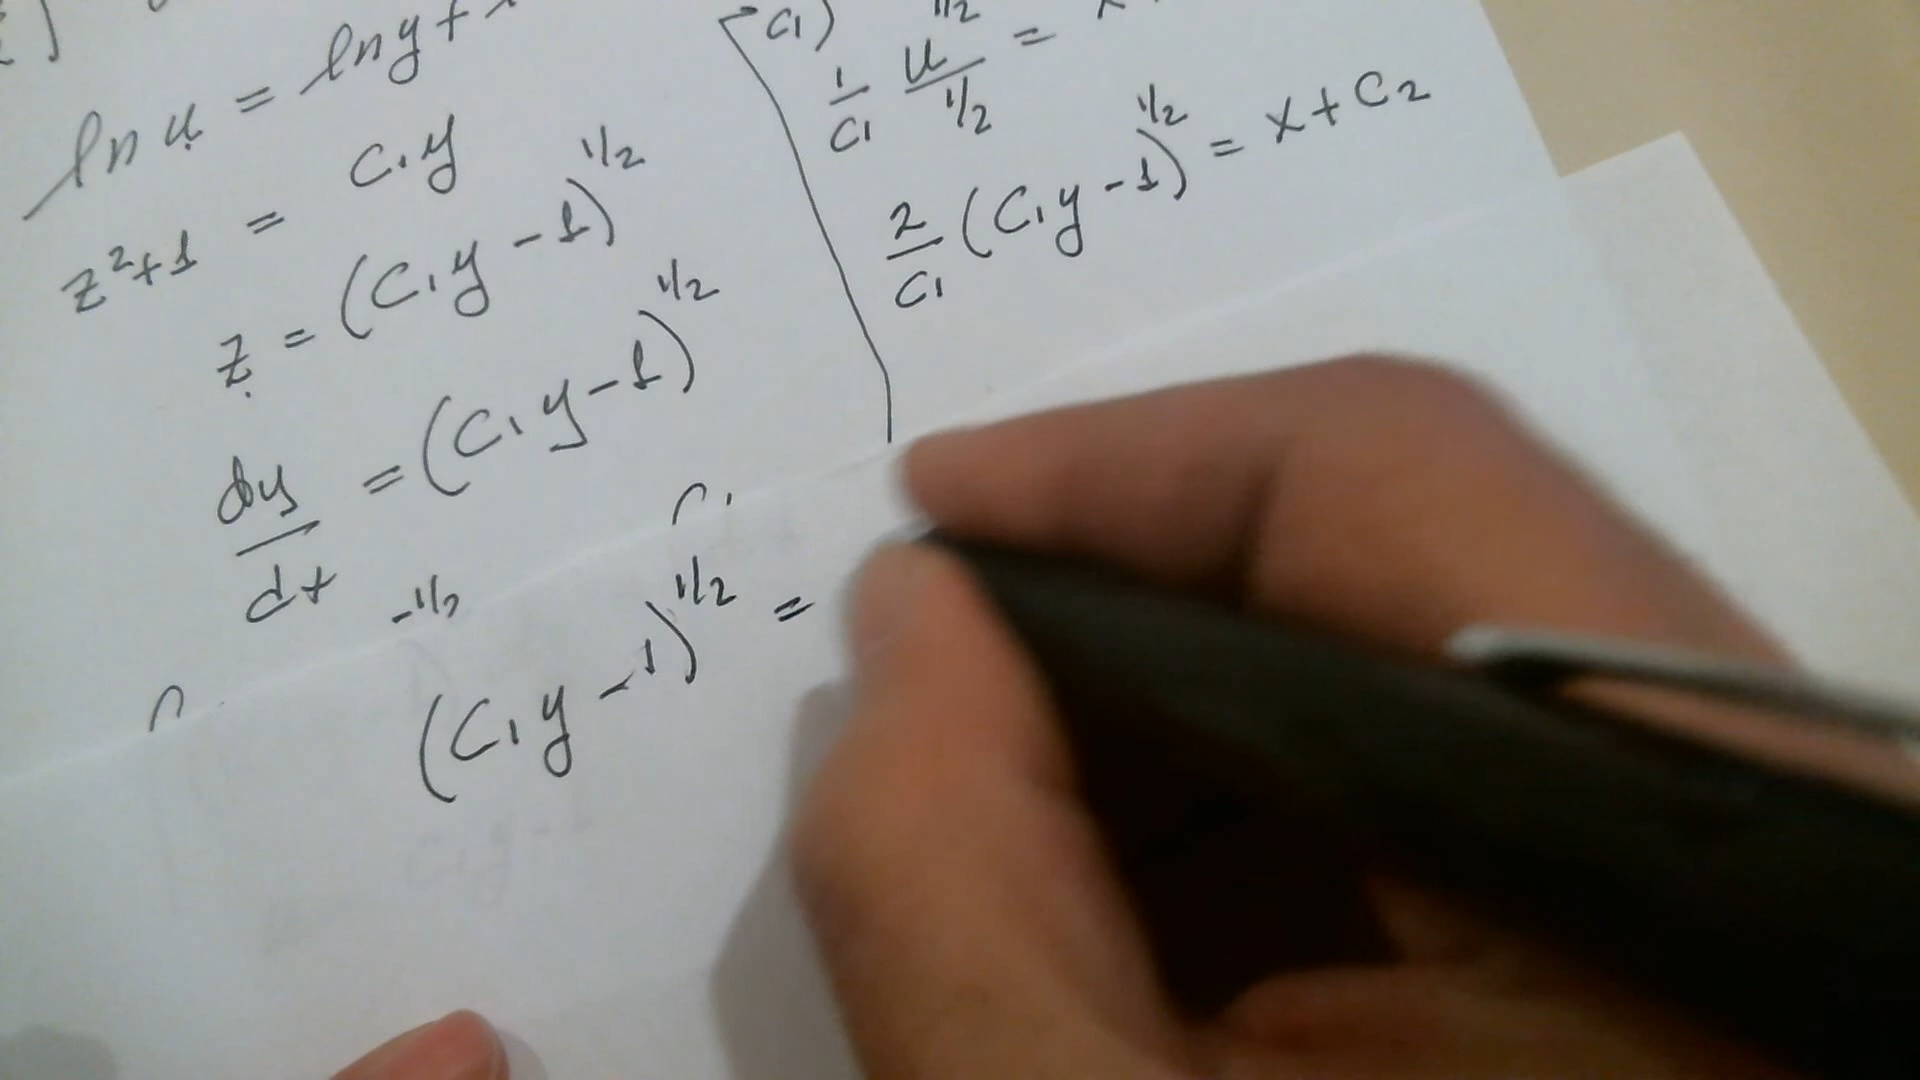 ln u = ln y +
z²+1 = C₁y
z = (C₁y - 1)^1/2
dy/dt = (C₁y - 1)^1/2
-1/2
C₁)
1/C₁ u^1/2 / 1/2 =
2/C₁ (C₁y - 1)^1/2 = x + C₂
(C₁y - 1)^1/2 =